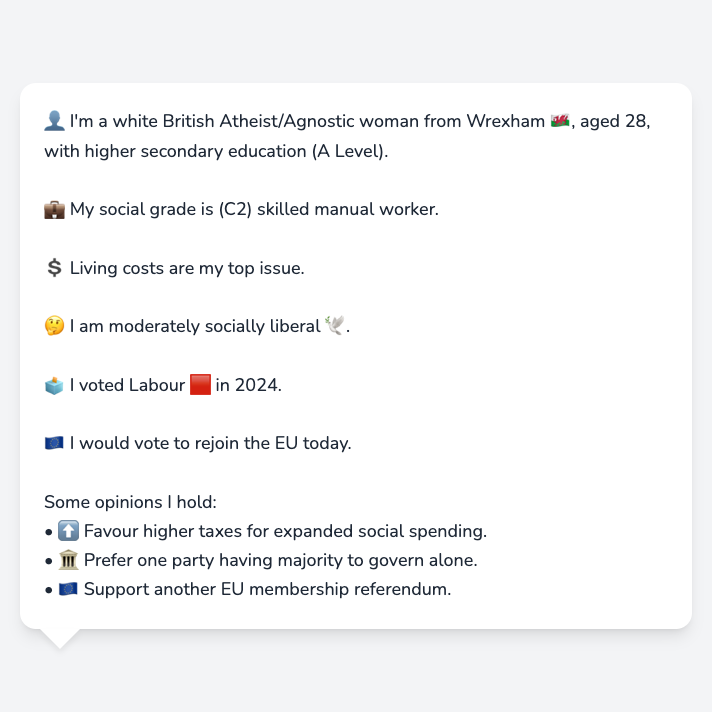 👤 I'm a white British Atheist/Agnostic woman from Wrexham 🏴󠁧󠁢󠁷󠁬󠁳󠁿, aged 28,
with higher secondary education (A Level).
💼 My social grade is (C2) skilled manual worker.
💲 Living costs are my top issue.
🤔 I am moderately socially liberal 🕊️.
🗳️ I voted Labour 🟥 in 2024.
🇪🇺 I would vote to rejoin the EU today.
Some opinions I hold:
• ⬆️ Favour higher taxes for expanded social spending.
• 🏛️ Prefer one party having majority to govern alone.
• 🇪🇺 Support another EU membership referendum.